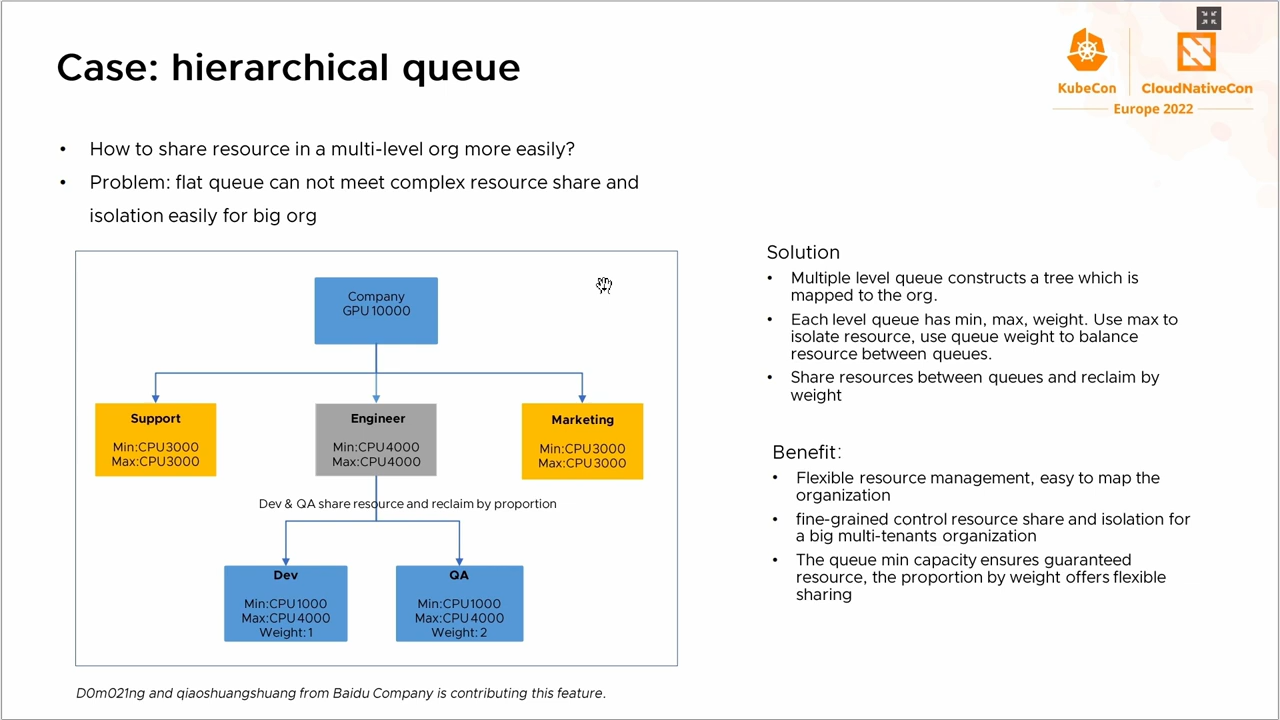 Case: hierarchical queue
KubeCon
CloudNativeCon
Europe 2022
• How to share resource in a multi-level org more easily?
• Problem: flat queue can not meet complex resource share and
isolation easily for big org
Company
GPU 10000
Support
Min:CPU3000
Max:CPU3000
Engineer
Min:CPU4000
Max:CPU4000
Marketing
Min:CPU3000
Max:CPU3000
Dev & QA share resource and reclaim by proportion
Dev
Min:CPU1000
Max:CPU4000
Weight: 1
QA
Min:CPU1000
Max:CPU4000
Weight: 2
Solution
• Multiple level queue constructs a tree which is
mapped to the org.
• Each level queue has min, max, weight. Use max to
isolate resource, use queue weight to balance
resource between queues.
• Share resources between queues and reclaim by
weight
Benefit:
• Flexible resource management, easy to map the
organization
• fine-grained control resource share and isolation for
a big multi-tenants organization
• The queue min capacity ensures guaranteed
resource, the proportion by weight offers flexible
sharing
D0m021ng and qiaoshuangshuang from Baidu Company is contributing this feature.